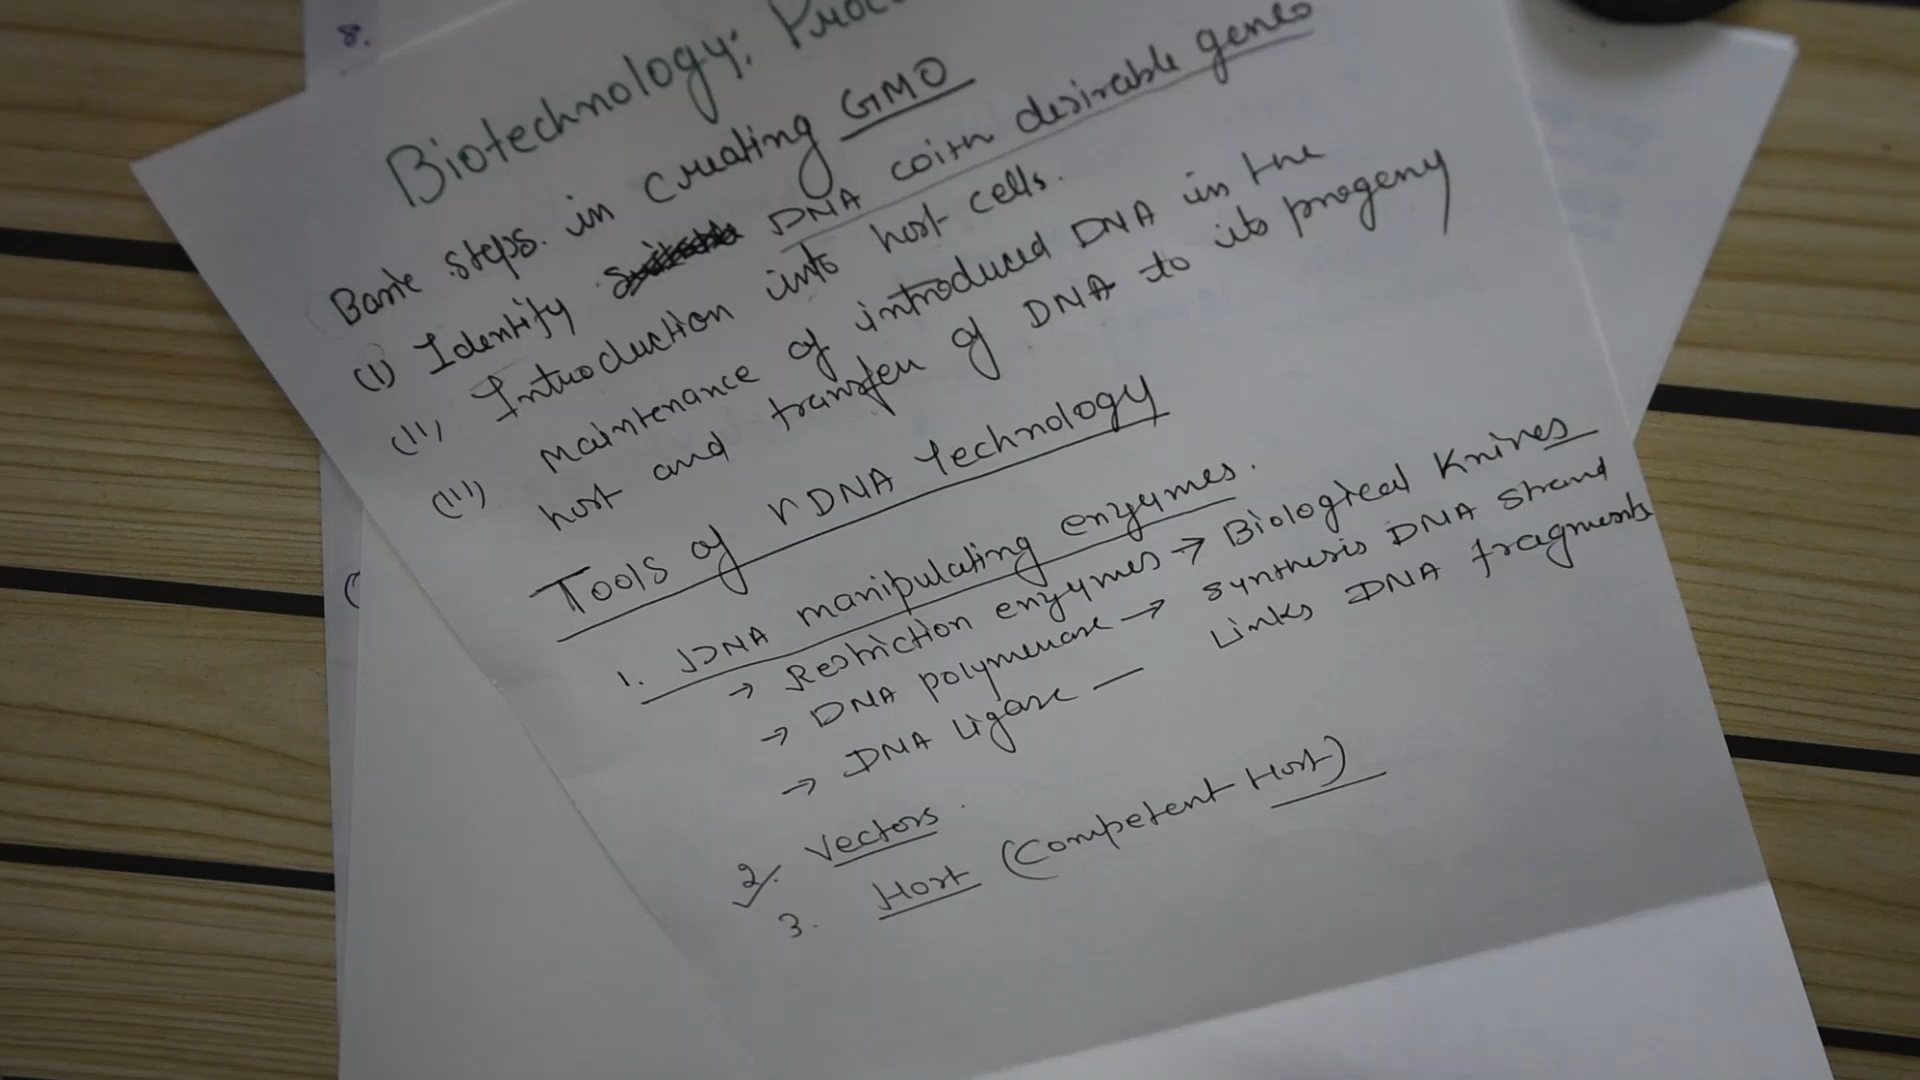 8.
Biotechnology:
Basic steps. in creating GMO
(I) Identify DNA with desirable genes
(II) Introduction into host cells.
(III) Maintenance of introduced DNA in the
host and transfer of DNA to its progeny
Tools of rDNA Technology
1. DNA manipulating enzymes.
→ Restriction enzymes → Biological Knives
→ DNA polymerase → synthesis DNA strand
→ DNA ligase — Links DNA fragments
2. Vectors.
3. Host (Competent Host)